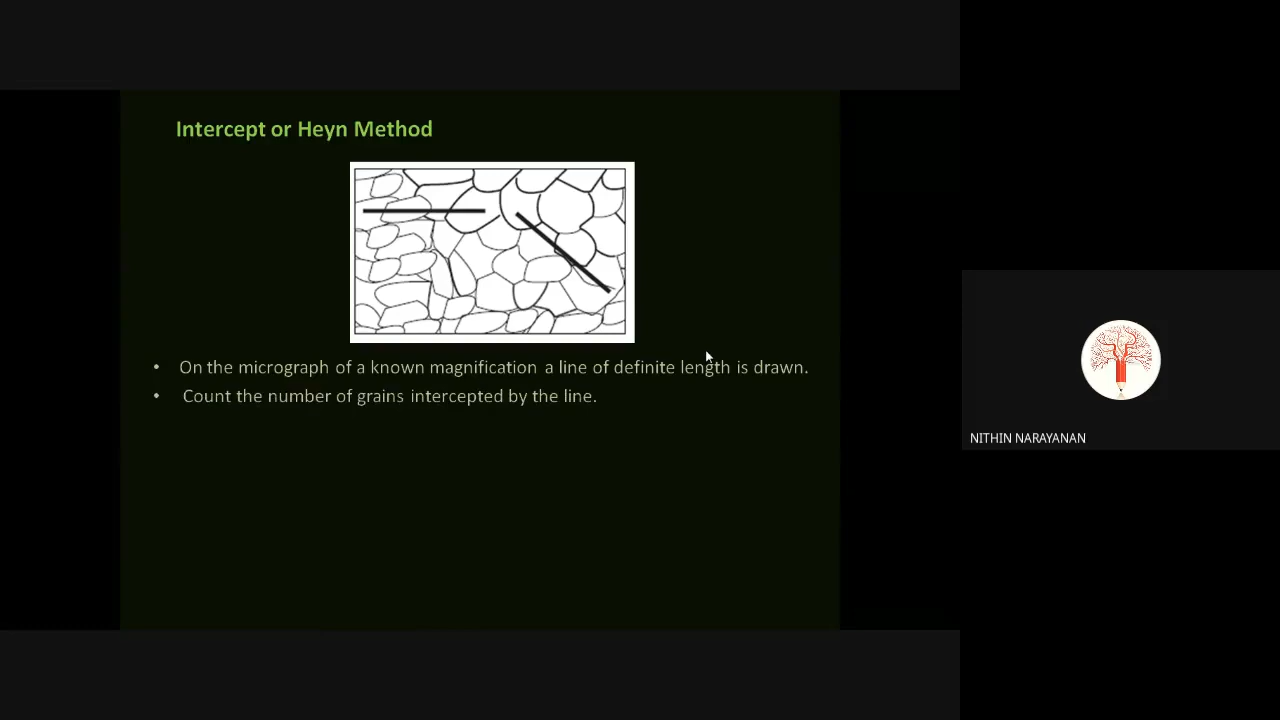 Intercept or Heyn Method
• On the micrograph of a known magnification a line of definite length is drawn.
• Count the number of grains intercepted by the line.
NITHIN NARAYANAN